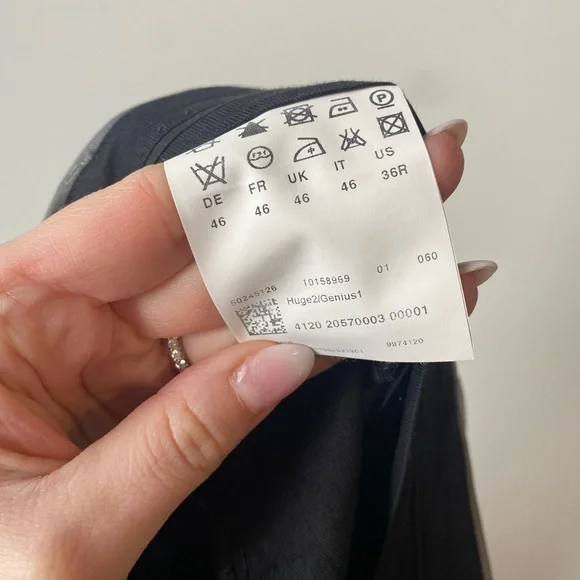 P
DE FR UK IT US
46 46 46 46 36R
50245126 10158969 01 060
Huge2/Genius1
4120 20570003 00001
9974120